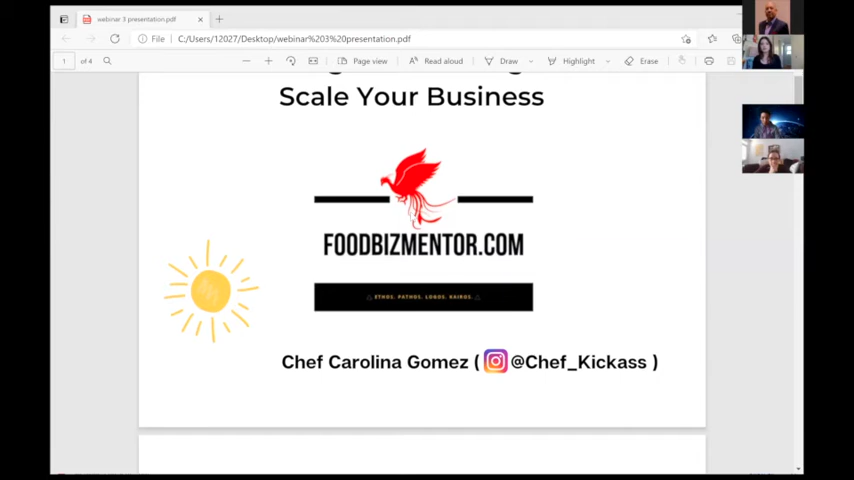 webinar 3 presentation.pdf
File C:/Users/12027/Desktop/webinar%203%20presentation.pdf
1 of 4 Page view Read aloud Draw Highlight Erase
Scale Your Business
FOODBIZMENTOR.COM
ETHOS. PATHOS. LOGOS. KAIROS.
Chef Carolina Gomez ( @Chef_Kickass )